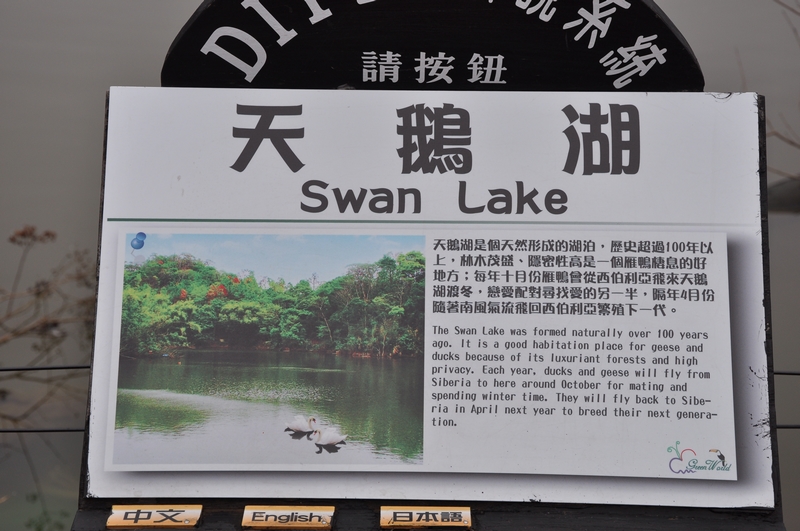 請按鈕
天鵝湖
Swan Lake
天鵝湖是個天然形成的湖泊，歷史超過100年以
上，林木茂盛、隱密性高是一個雁鴨棲息的好
地方；每年十月份雁鴨會從西伯利亞飛來天鵝
湖渡冬，戀愛配對尋找愛的另一半，隔年4月份
隨著南風氣流飛回西伯利亞繁殖下一代。
The Swan Lake was formed naturally over 100 years
ago. It is a good habitation place for geese and
ducks because of its luxuriant forests and high
privacy. Each year, ducks and geese will fly from
Siberia to here around October for mating and
spending winter time. They will fly back to Sibe-
ria in April next year to breed their next genera-
tion.
Green World
中文
English
日本語